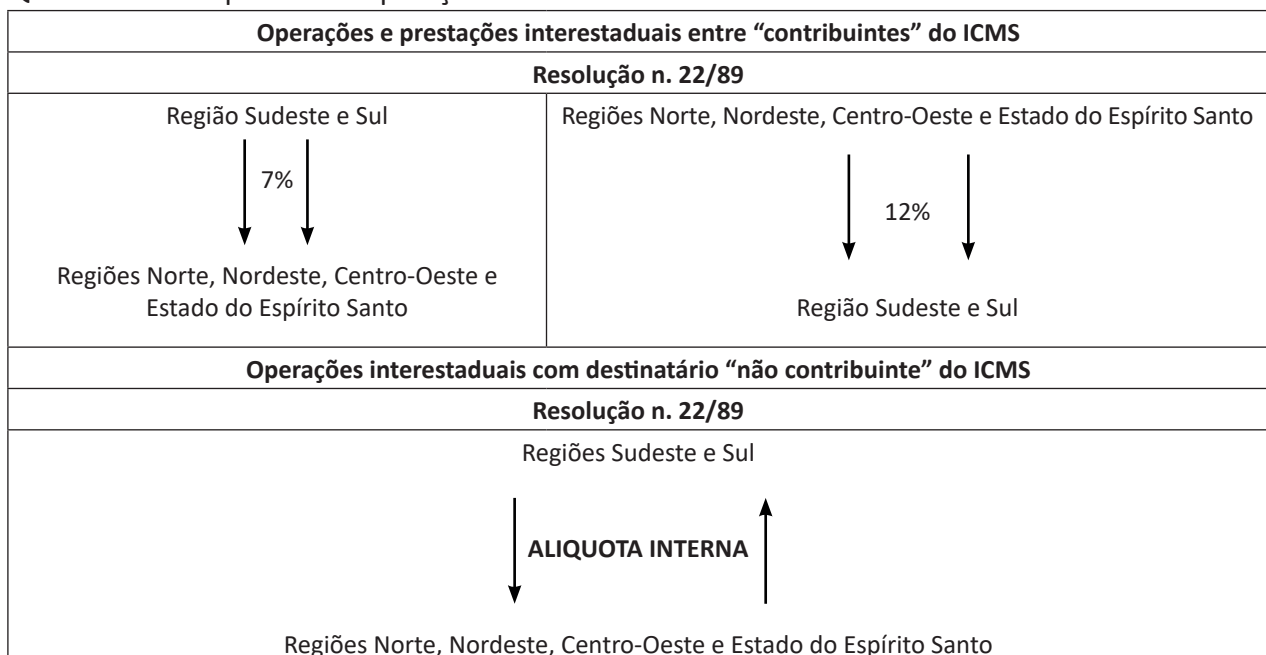 Operações e prestações interestaduais entre “contribuintes” do ICMS
Resolução n. 22/89
Região Sudeste e Sul
7%
Regiões Norte, Nordeste, Centro-Oeste e
Estado do Espírito Santo
Regiões Norte, Nordeste, Centro-Oeste e Estado do Espírito Santo
12%
Região Sudeste e Sul
Operações interestaduais com destinatário “não contribuinte” do ICMS
Resolução n. 22/89
Regiões Sudeste e Sul
ALIQUOTA INTERNA
Regiões Norte, Nordeste, Centro-Oeste e Estado do Espírito Santo